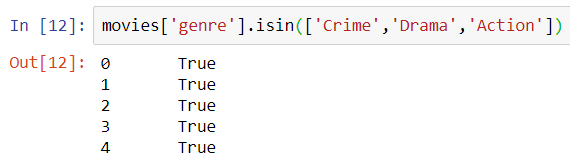 In [12]: movies['genre'].isin(['Crime','Drama','Action'])
Out[12]: 0 True
1 True
2 True
3 True
4 True